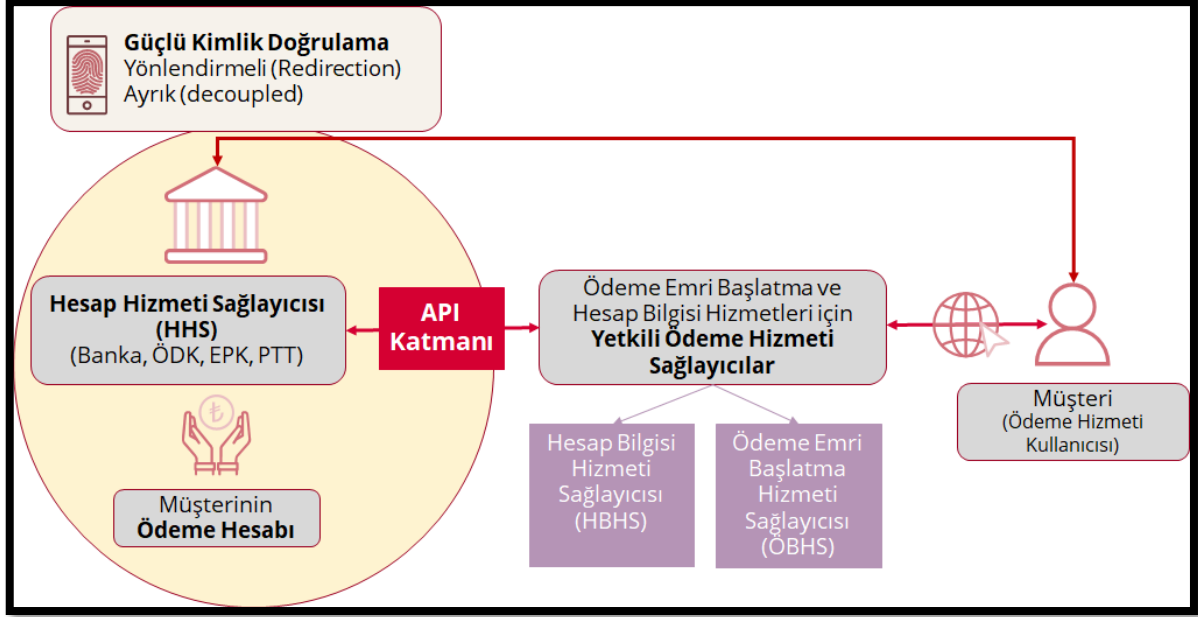 Güçlü Kimlik Doğrulama
Yönlendirmeli (Redirection)
Ayrık (decoupled)
Hesap Hizmeti Sağlayıcısı
(HHS)
(Banka, ÖDK, EPK, PTT)
₺
Müşterinin
Ödeme Hesabı
API
Katmanı
Ödeme Emri Başlatma ve
Hesap Bilgisi Hizmetleri için
Yetkili Ödeme Hizmeti
Sağlayıcılar
Hesap Bilgisi
Hizmeti
Sağlayıcısı
(HBHS)
Ödeme Emri
Başlatma
Hizmeti
Sağlayıcısı
(ÖBHS)
Müşteri
(Ödeme Hizmeti
Kullanıcısı)